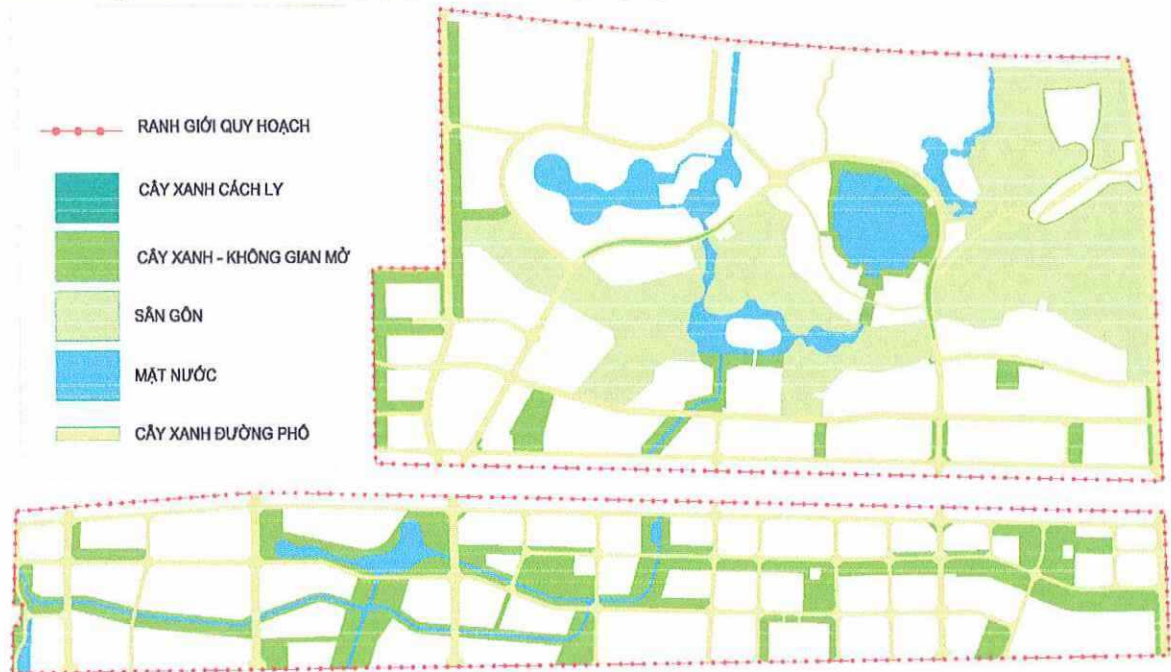 RANH GIỚI QUY HOẠCH
CÂY XANH CÁCH LY
CÂY XANH - KHÔNG GIAN MỞ
SÂN GÔN
MẶT NƯỚC
CÂY XANH ĐƯỜNG PHỐ